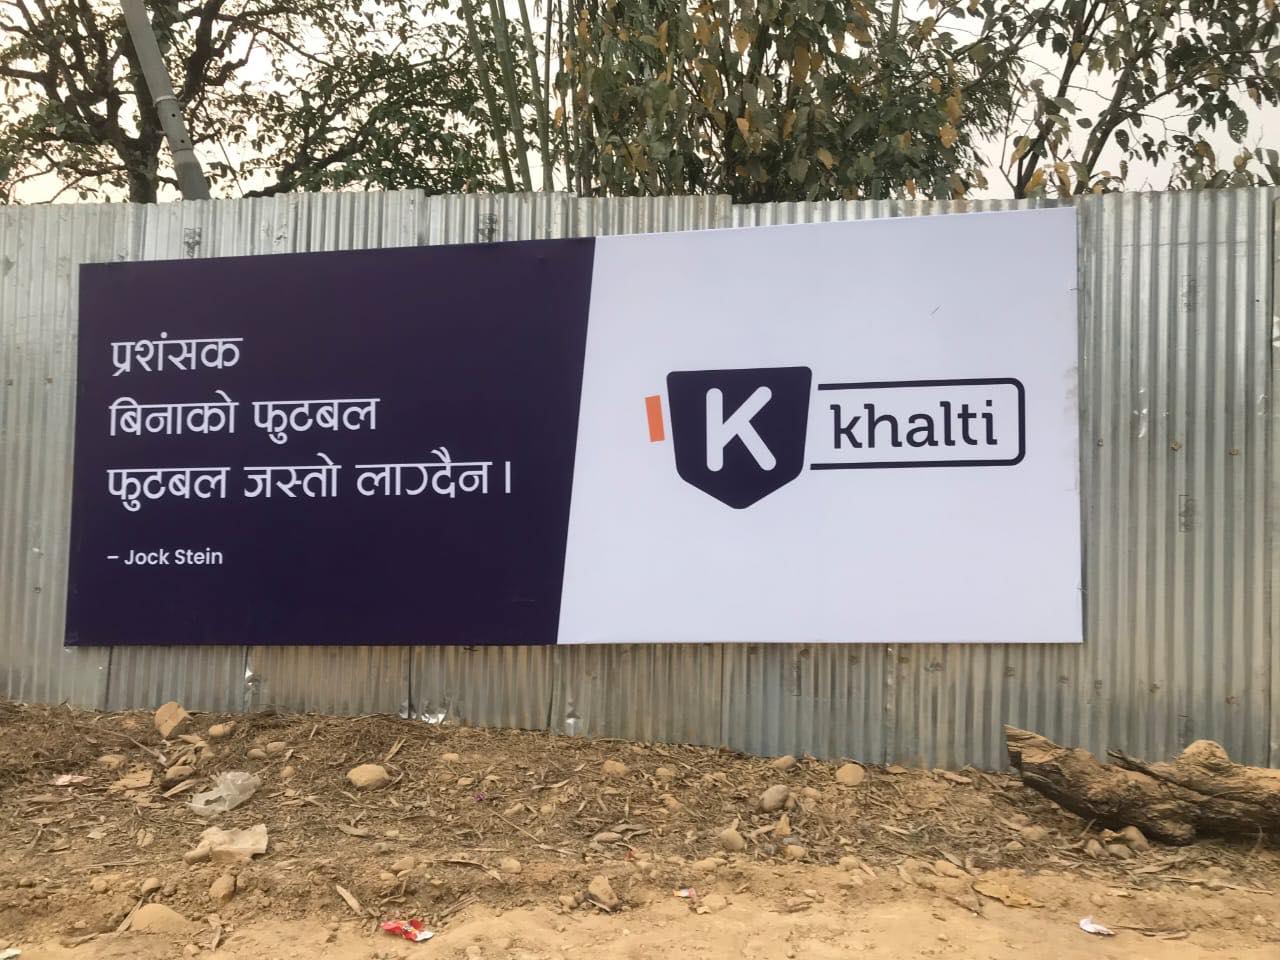 प्रशंसक
बिनाको फुटबल
फुटबल जस्तो लाग्दैन।
– Jock Stein
K
khalti